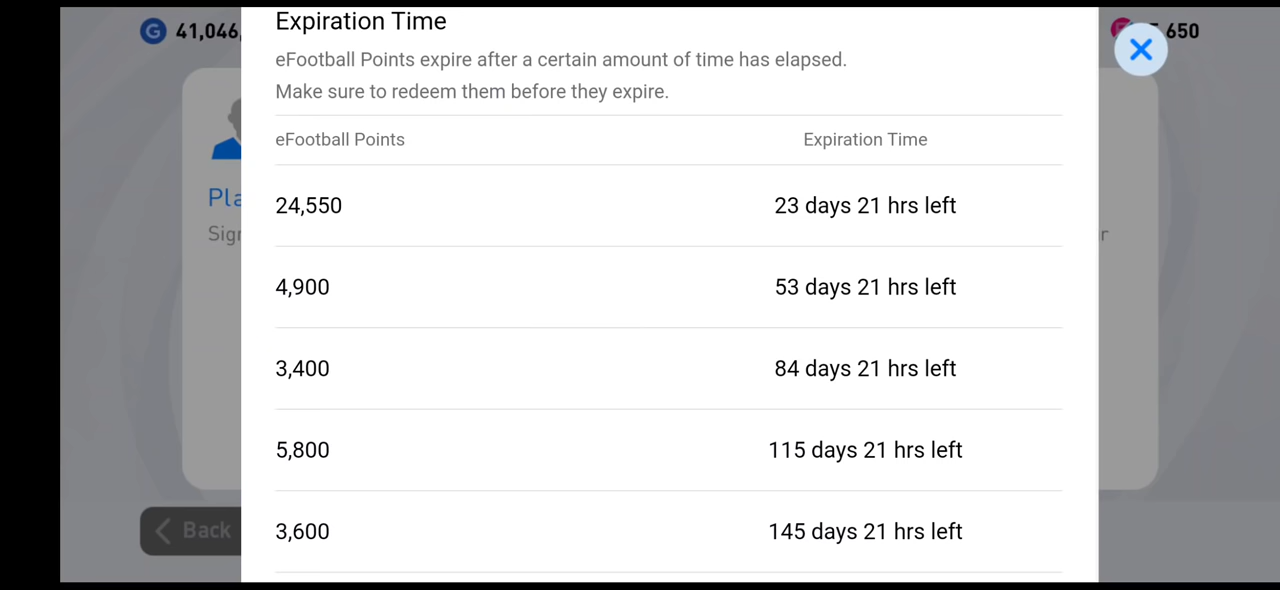 Expiration Time
G 41,046,
650
eFootball Points expire after a certain amount of time has elapsed.
Make sure to redeem them before they expire.
eFootball Points Expiration Time
24,550 23 days 21 hrs left
Pla
Sign
r
4,900 53 days 21 hrs left
3,400 84 days 21 hrs left
5,800 115 days 21 hrs left
3,600 145 days 21 hrs left
Back